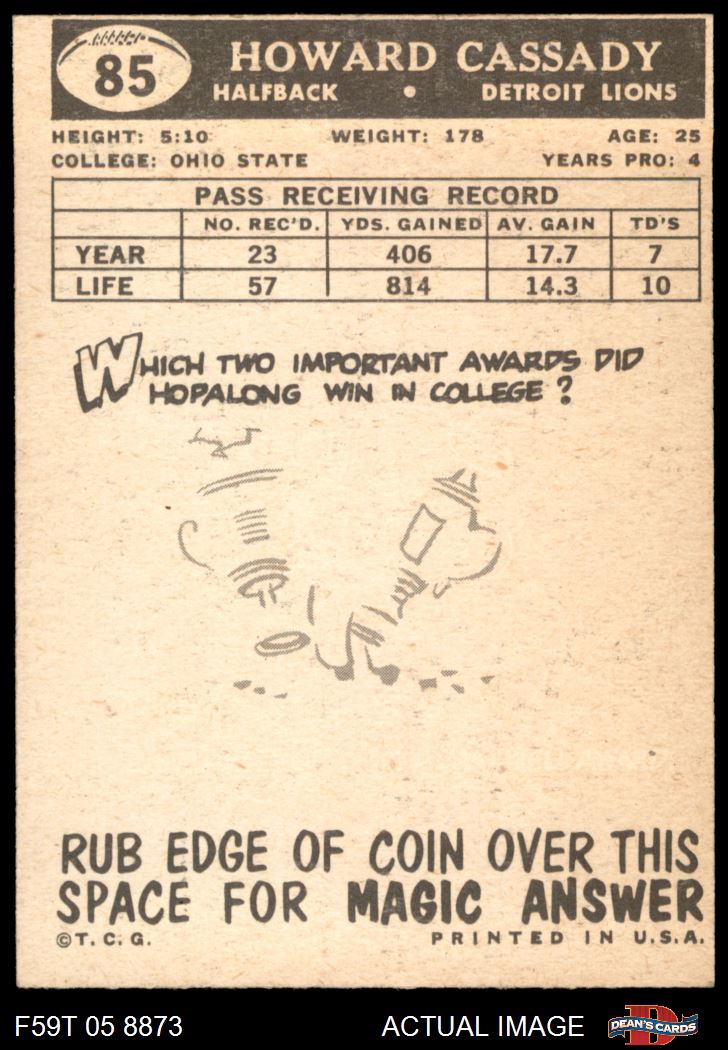 85
HOWARD CASSADY
HALFBACK • DETROIT LIONS
HEIGHT: 5:10 WEIGHT: 178 AGE: 25
COLLEGE: OHIO STATE YEARS PRO: 4
PASS RECEIVING RECORD
NO. REC'D. YDS. GAINED AV. GAIN TD'S
YEAR 23 406 17.7 7
LIFE 57 814 14.3 10
WHICH TWO IMPORTANT AWARDS DID
HOPALONG WIN IN COLLEGE?
RUB EDGE OF COIN OVER THIS
SPACE FOR MAGIC ANSWER
©T. C. G. PRINTED IN U.S.A.
F59T 05 8873 ACTUAL IMAGE DEAN'S CARDS